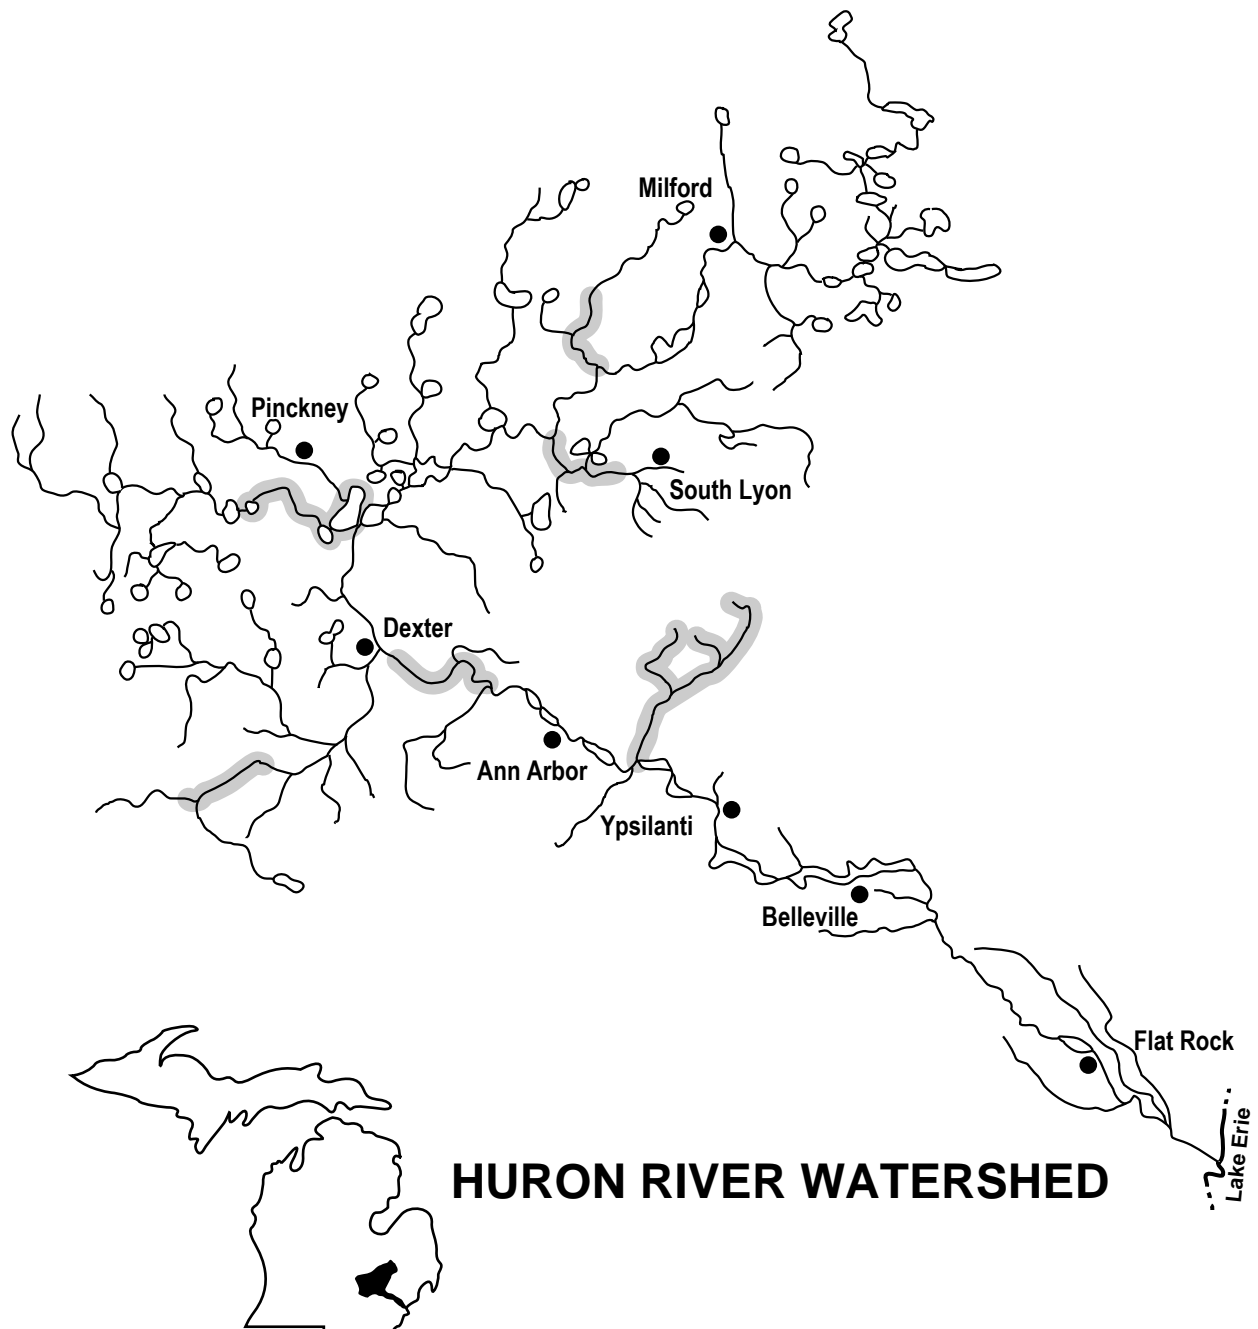 Milford
Pinckney
South Lyon
Dexter
Ann Arbor
Ypsilanti
Belleville
Flat Rock
Lake Erie
HURON RIVER WATERSHED